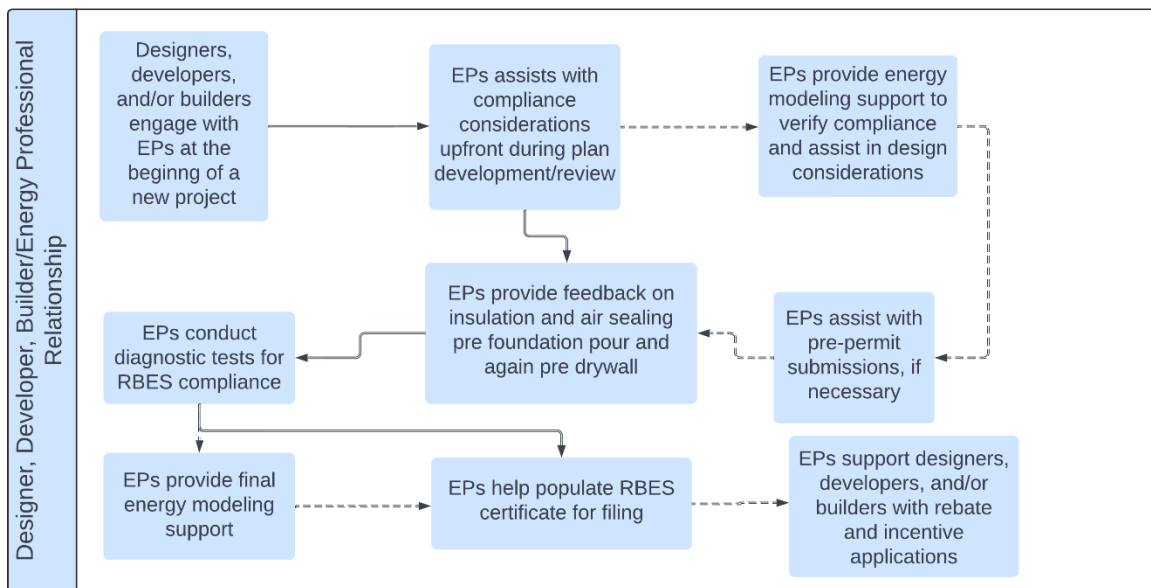 Designer, Developer, Builder/Energy Professional
Relationship
Designers,
developers,
and/or builders
engage with
EPs at the
beginng of a
new project
EPs assists with
compliance
considerations
upfront during plan
development/review
EPs provide energy
modeling support to
verify compliance
and assist in design
considerations
EPs provide feedback on
insulation and air sealing
pre foundation pour and
again pre drywall
EPs assist with
pre-permit
submissions, if
necessary
EPs conduct
diagnostic tests for
RBES compliance
EPs provide final
energy modeling
support
EPs help populate RBES
certificate for filing
EPs support designers,
developers, and/or
builders with rebate
and incentive
applications